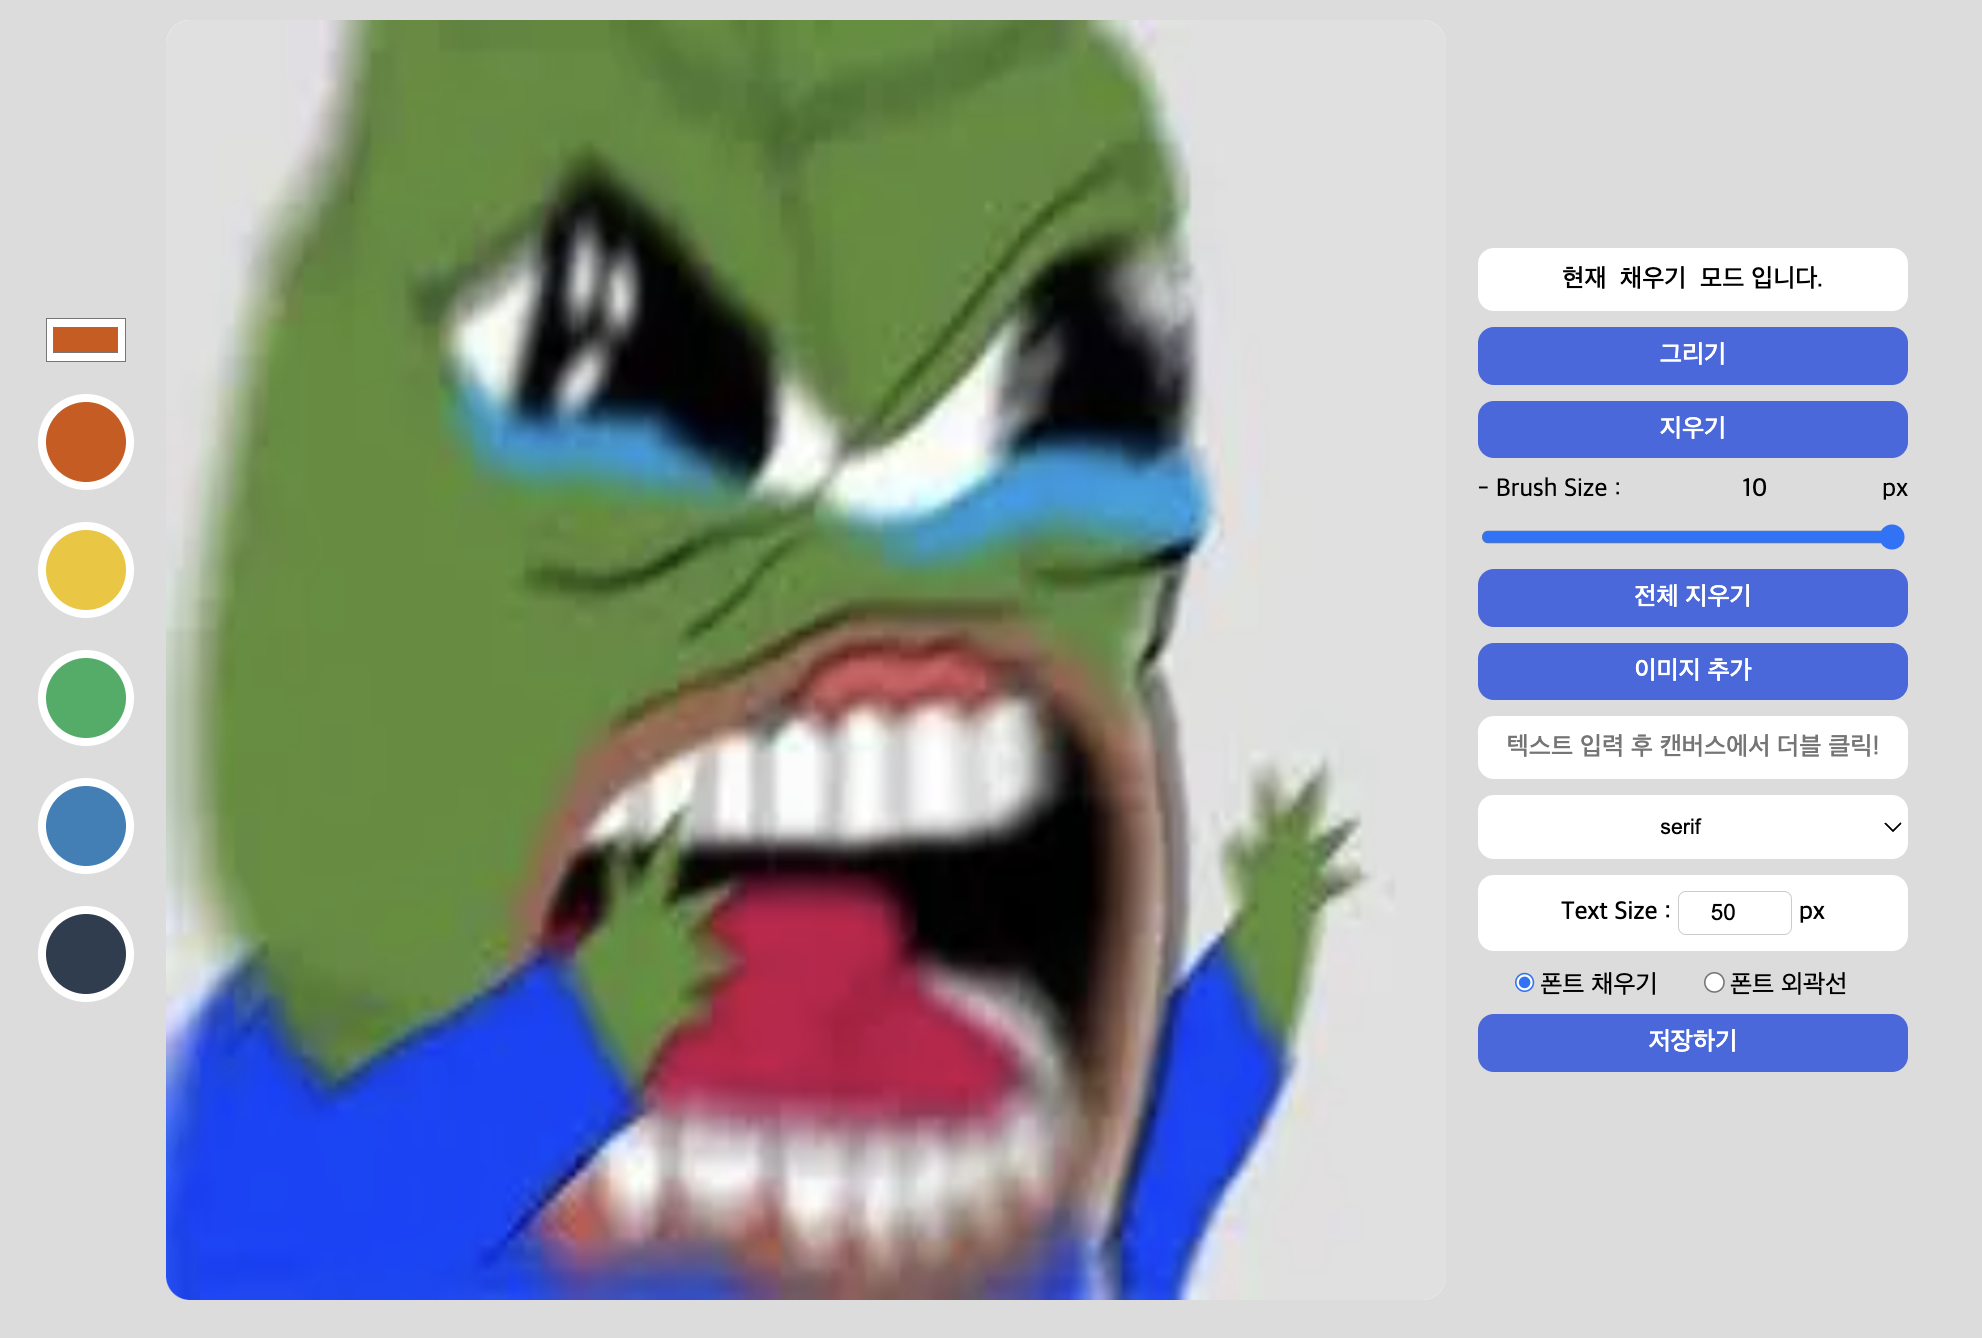 현재 채우기 모드 입니다.
그리기
지우기
- Brush Size : 10 px
전체 지우기
이미지 추가
텍스트 입력 후 캔버스에서 더블 클릭!
serif
Text Size : 50 px
폰트 채우기 폰트 외곽선
저장하기